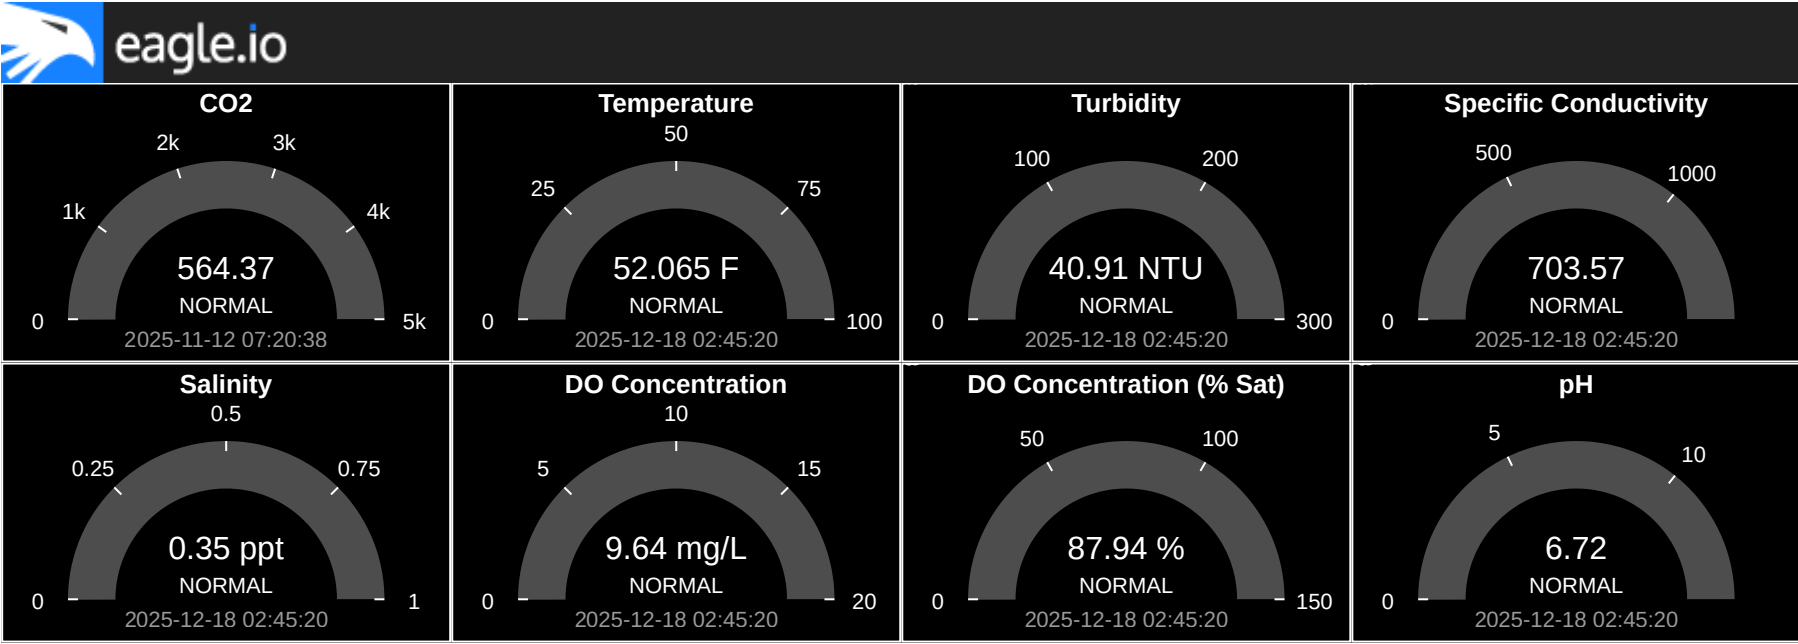 eagle.io
CO2
2k
3k
1k
4k
564.37
NORMAL
0
5k
2025-11-12 07:20:38
Temperature
50
25
75
52.065 F
NORMAL
0
100
2025-12-18 02:45:20
Turbidity
100
200
40.91 NTU
NORMAL
0
300
2025-12-18 02:45:20
Specific Conductivity
500
1000
703.57
NORMAL
0
2025-12-18 02:45:20
Salinity
0.5
0.25
0.75
0.35 ppt
NORMAL
0
1
2025-12-18 02:45:20
DO Concentration
10
5
15
9.64 mg/L
NORMAL
0
20
2025-12-18 02:45:20
DO Concentration (% Sat)
50
100
87.94 %
NORMAL
0
150
2025-12-18 02:45:20
pH
5
10
6.72
NORMAL
0
2025-12-18 02:45:20